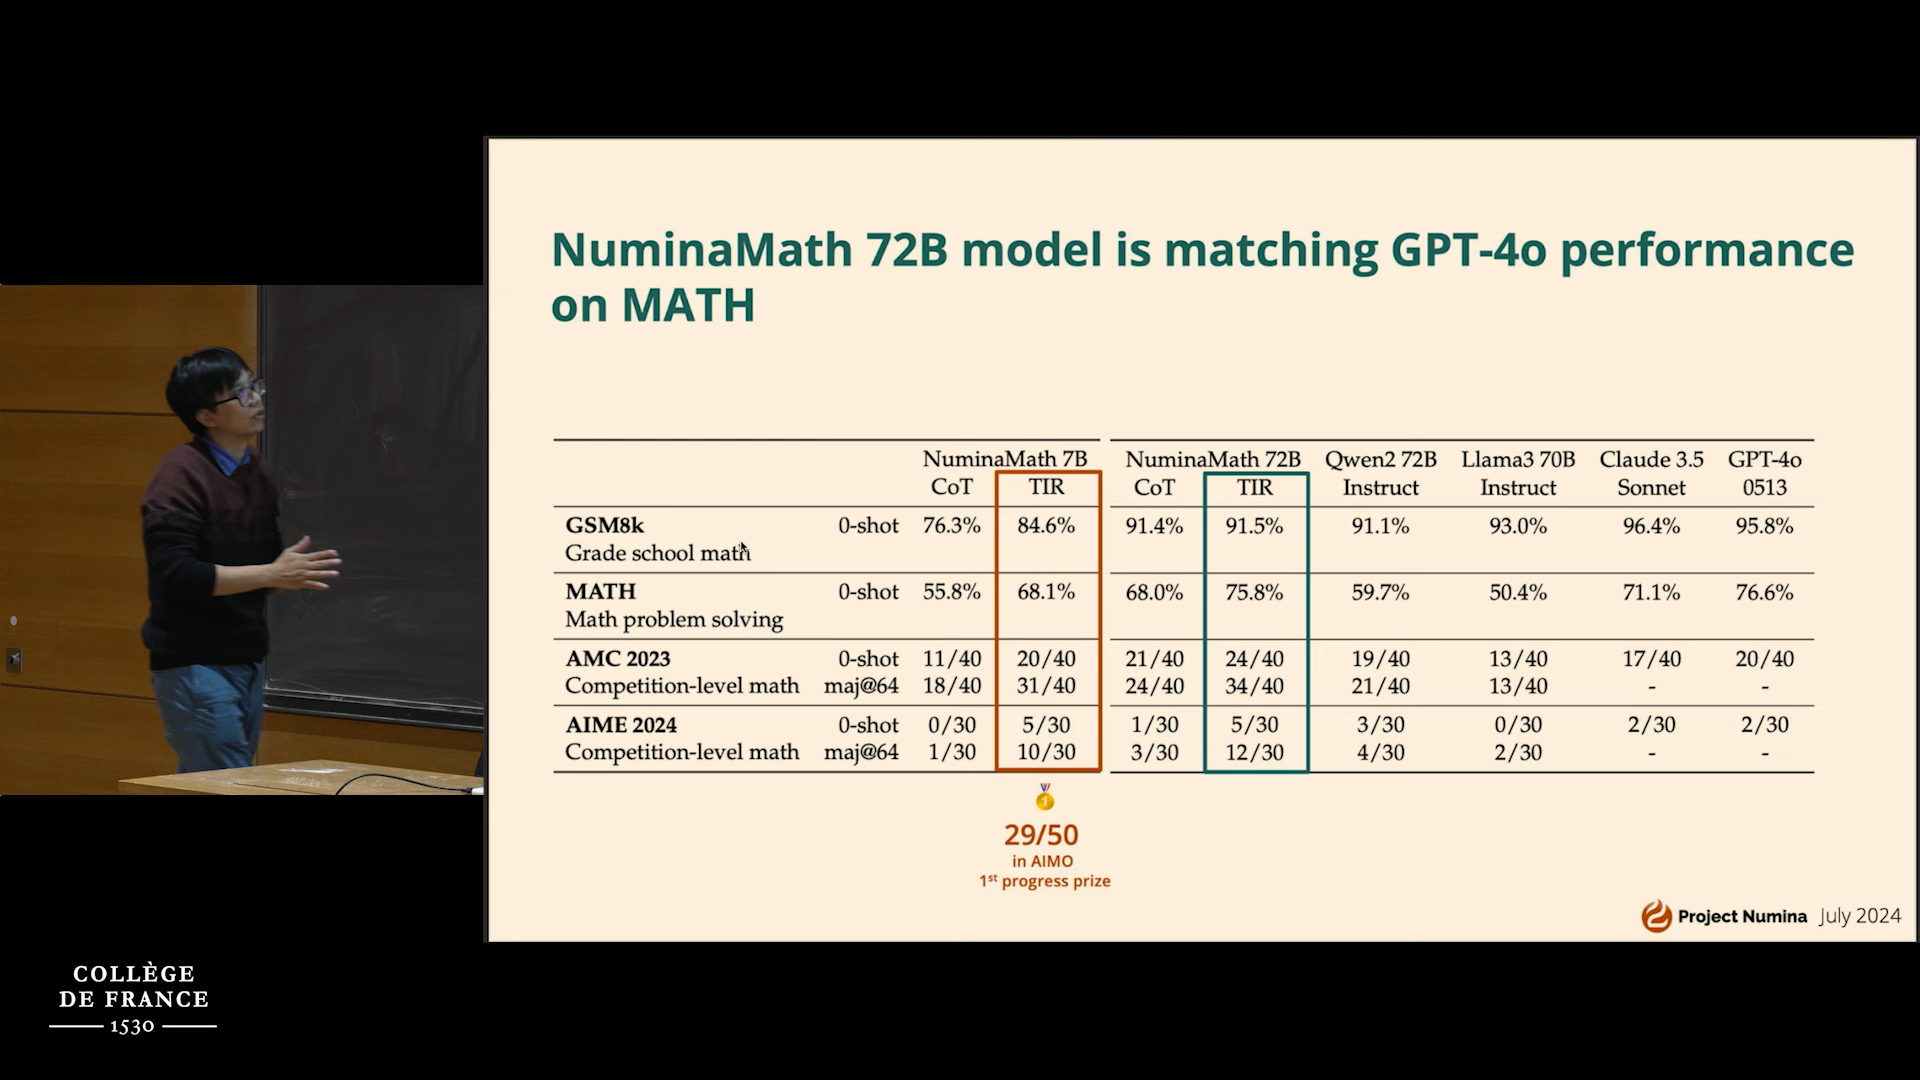 NuminaMath 72B model is matching GPT-4o performance
on MATH
NuminaMath 7B NuminaMath 72B Qwen2 72B Llama3 70B Claude 3.5 GPT-4o
CoT TIR CoT TIR Instruct Instruct Sonnet 0513
GSM8k 0-shot 76.3% 84.6% 91.4% 91.5% 91.1% 93.0% 96.4% 95.8%
Grade school math
MATH 0-shot 55.8% 68.1% 68.0% 75.8% 59.7% 50.4% 71.1% 76.6%
Math problem solving
AMC 2023 0-shot 11/40 20/40 21/40 24/40 19/40 13/40 17/40 20/40
Competition-level math maj@64 18/40 31/40 24/40 34/40 21/40 13/40 - -
AIME 2024 0-shot 0/30 5/30 1/30 5/30 3/30 0/30 2/30 2/30
Competition-level math maj@64 1/30 10/30 3/30 12/30 4/30 2/30 - -
1
29/50
in AIMO
1st progress prize
Project Numina July 2024
COLLÈGE
DE FRANCE
1530